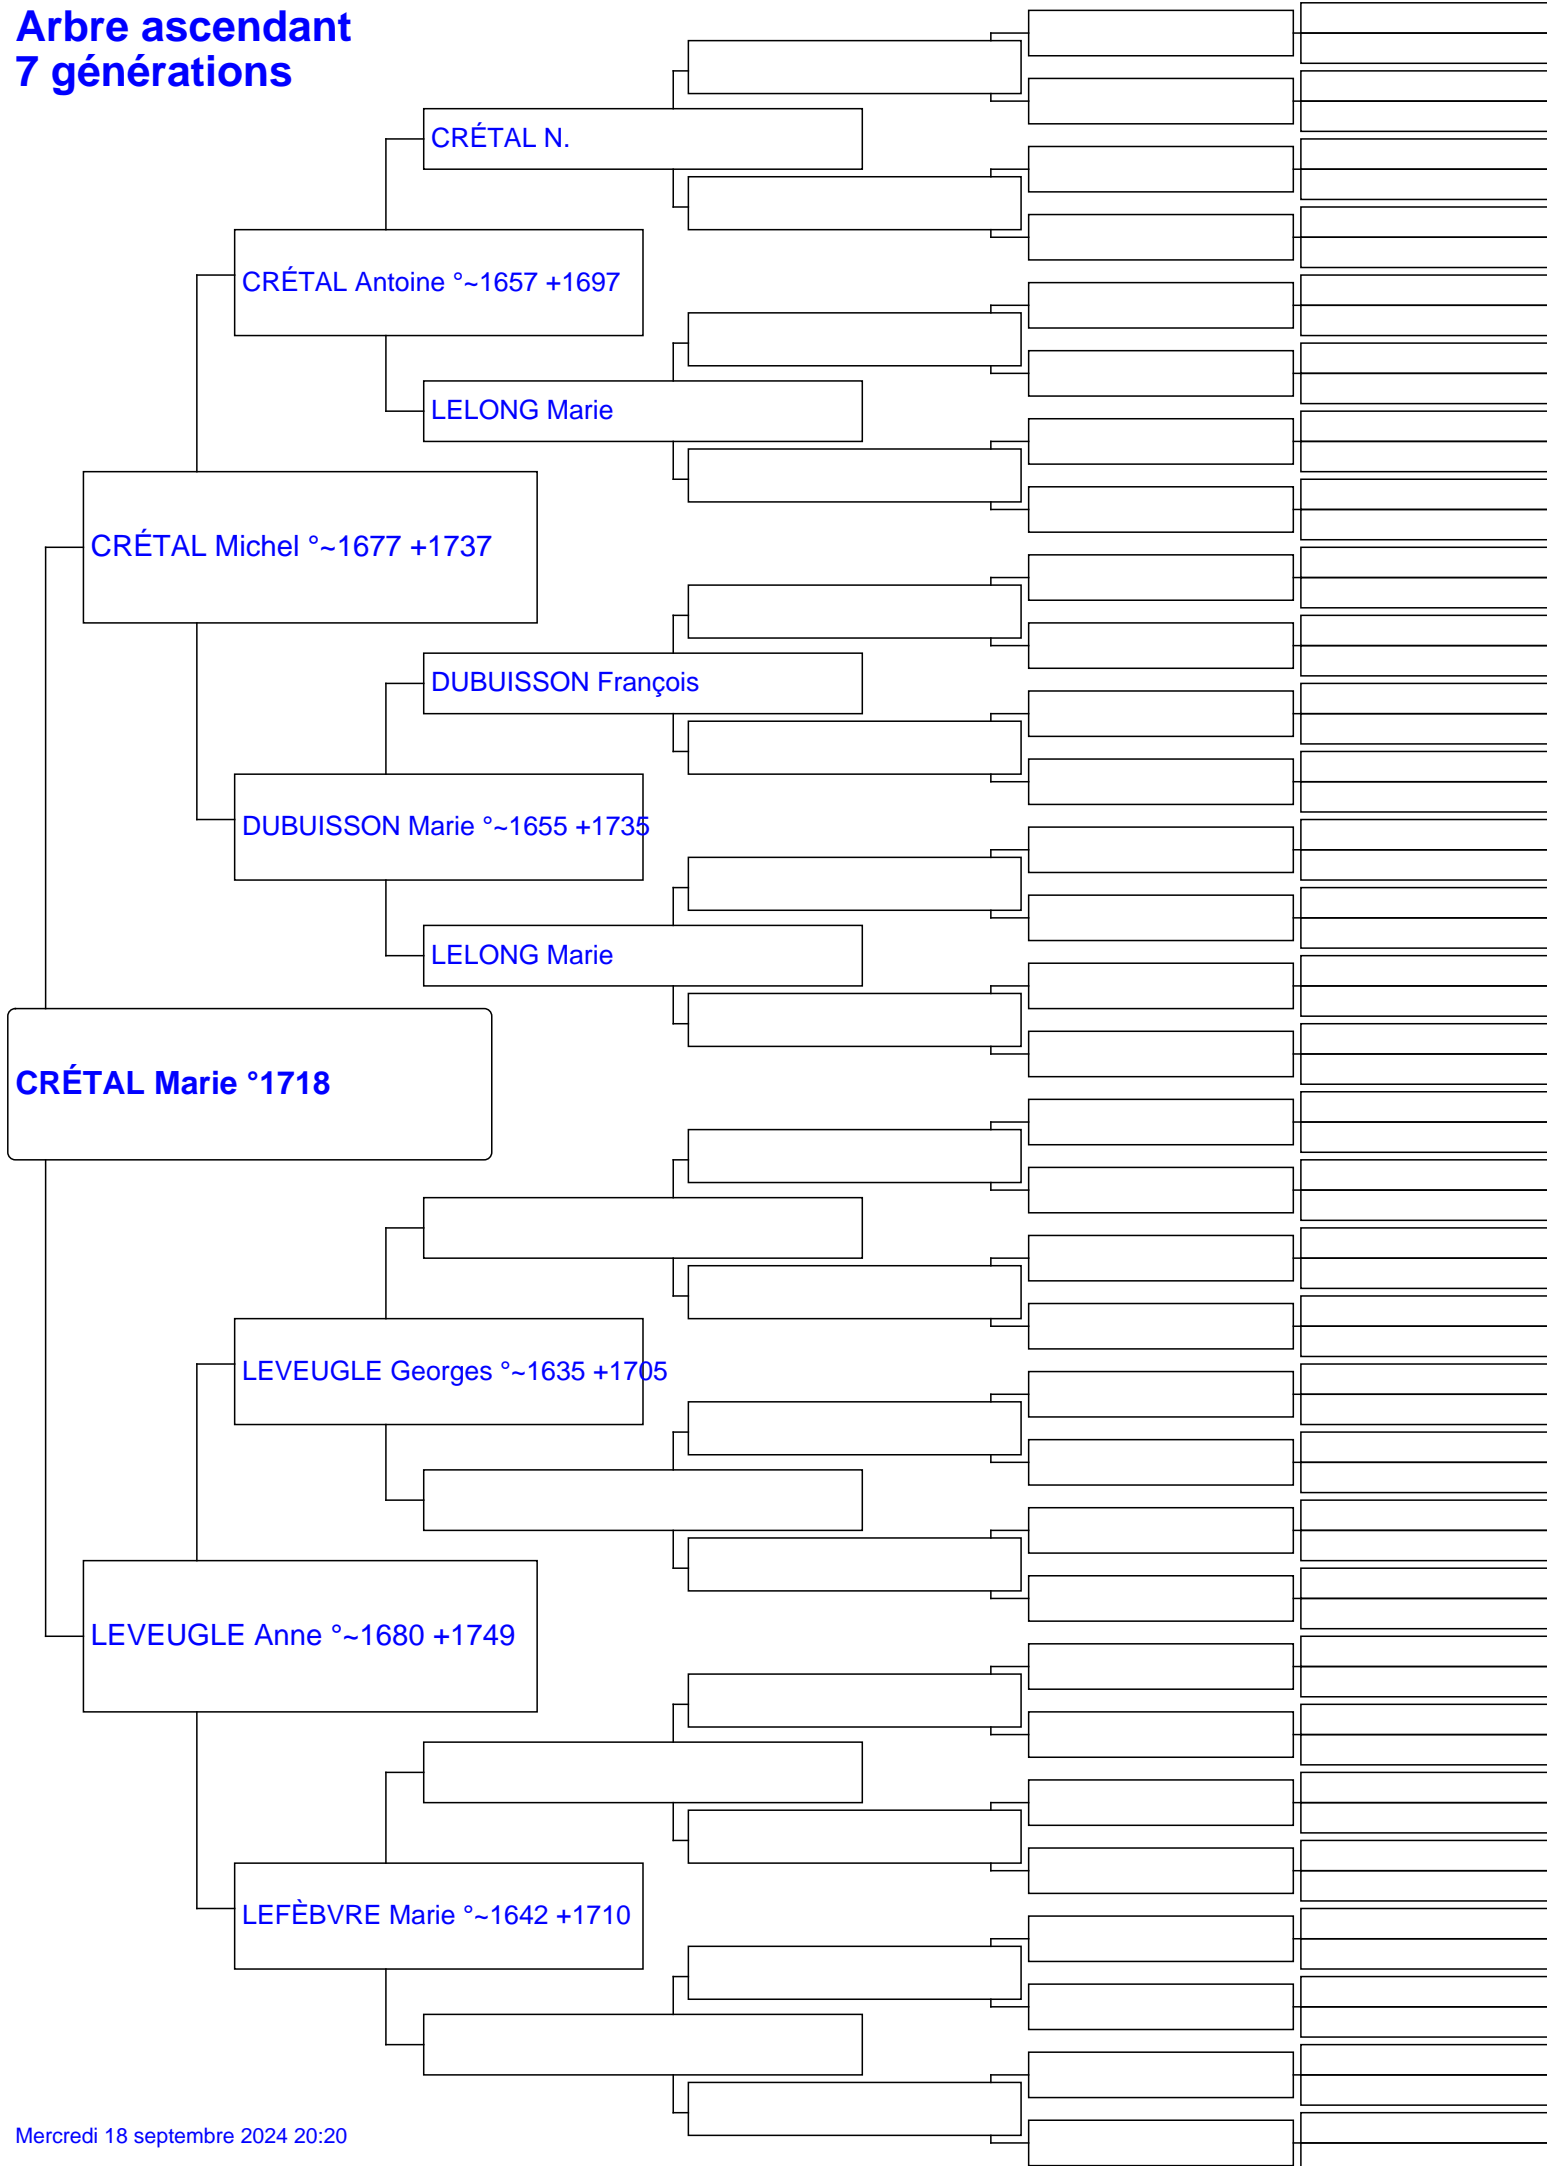 Arbre ascendant
7 générations
CRÉTAL N.
CRÉTAL Antoine °~1657 +1697
LELONG Marie
CRÉTAL Michel °~1677 +1737
DUBUISSON François
DUBUISSON Marie °~1655 +1735
LELONG Marie
CRÉTAL Marie °1718
LEVEUGLE Georges °~1635 +1705
LEVEUGLE Anne °~1680 +1749
LEFÈBVRE Marie °~1642 +1710
Mercredi 18 septembre 2024 20:20